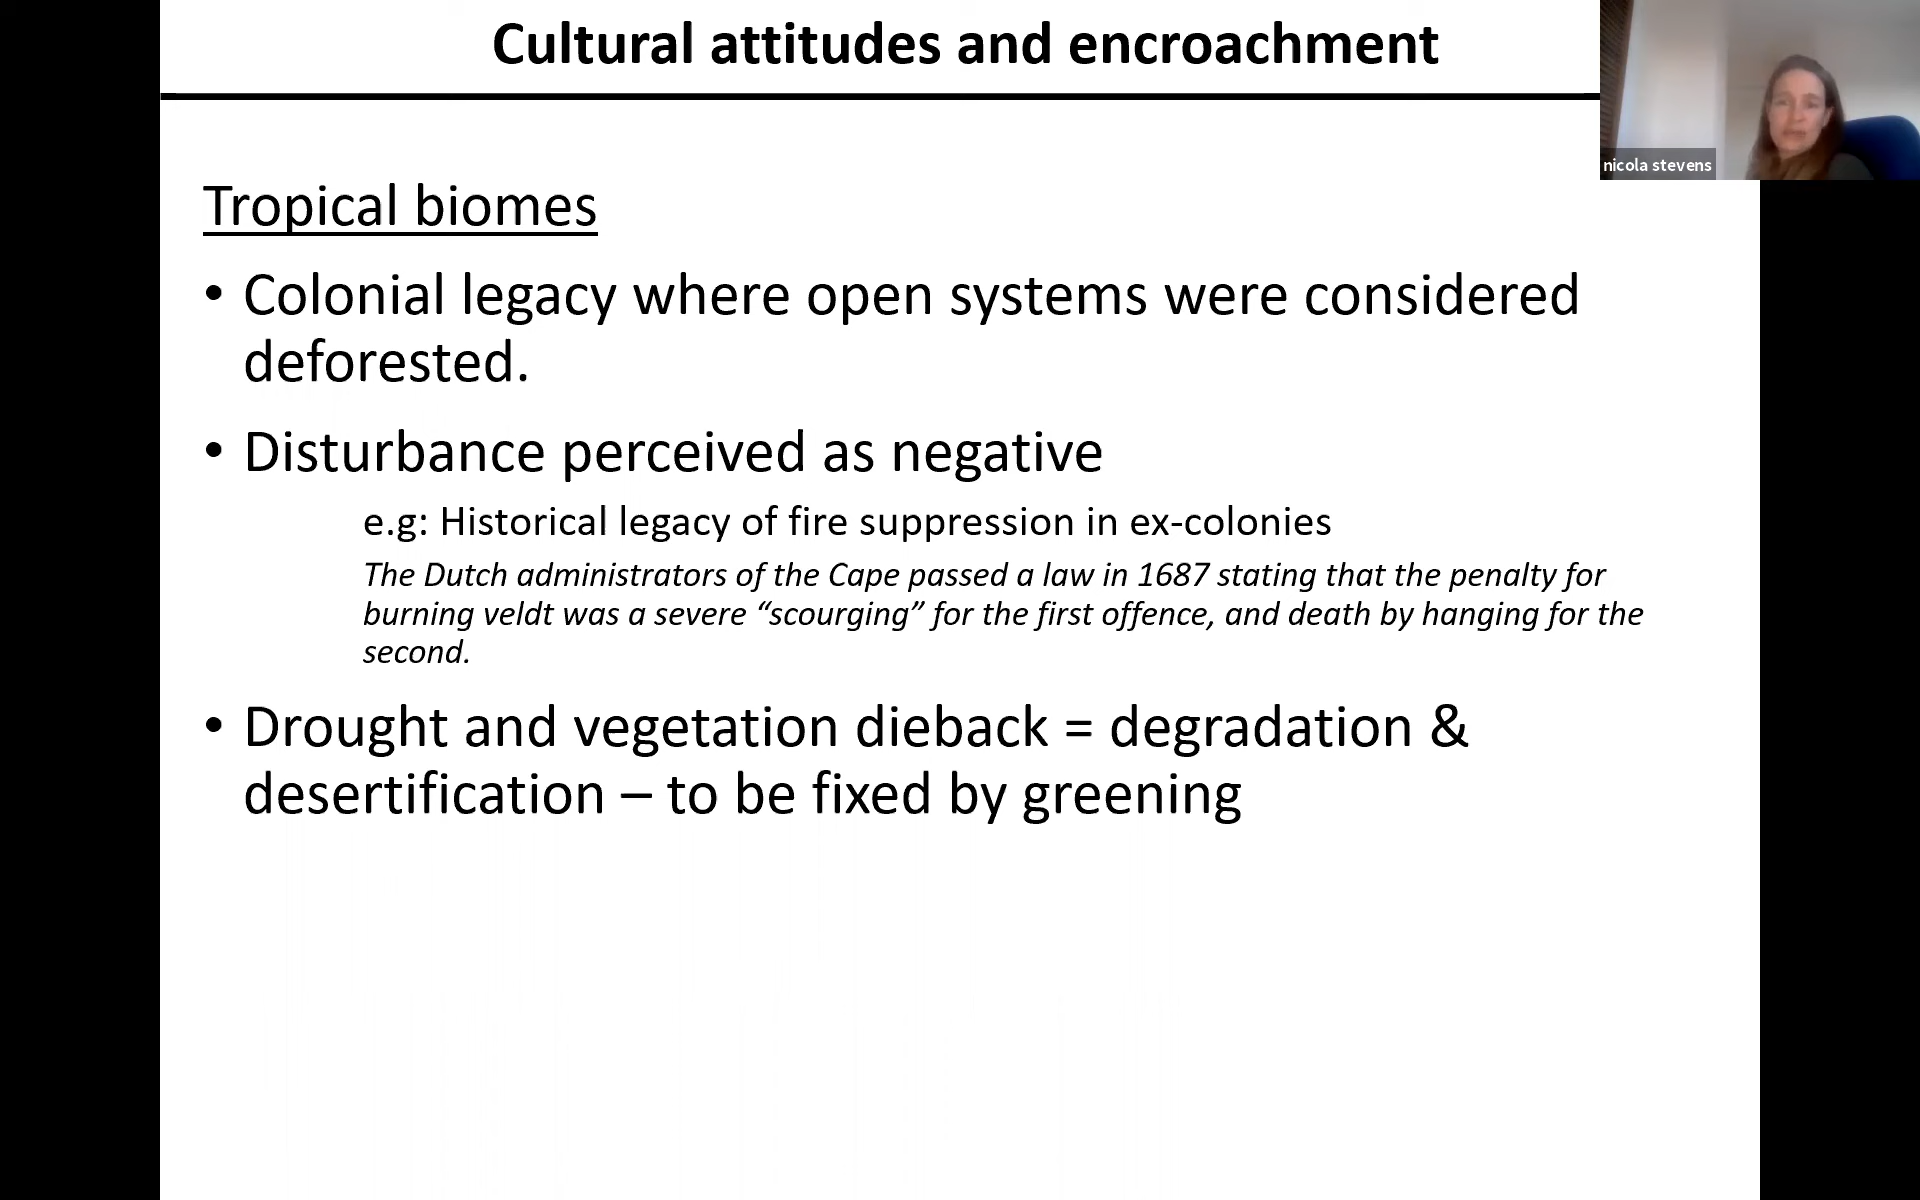 Cultural attitudes and encroachment
nicola stevens
Tropical biomes
• Colonial legacy where open systems were considered
deforested.
• Disturbance perceived as negative
e.g: Historical legacy of fire suppression in ex-colonies
The Dutch administrators of the Cape passed a law in 1687 stating that the penalty for
burning veldt was a severe “scourging” for the first offence, and death by hanging for the
second.
• Drought and vegetation dieback = degradation &
desertification – to be fixed by greening